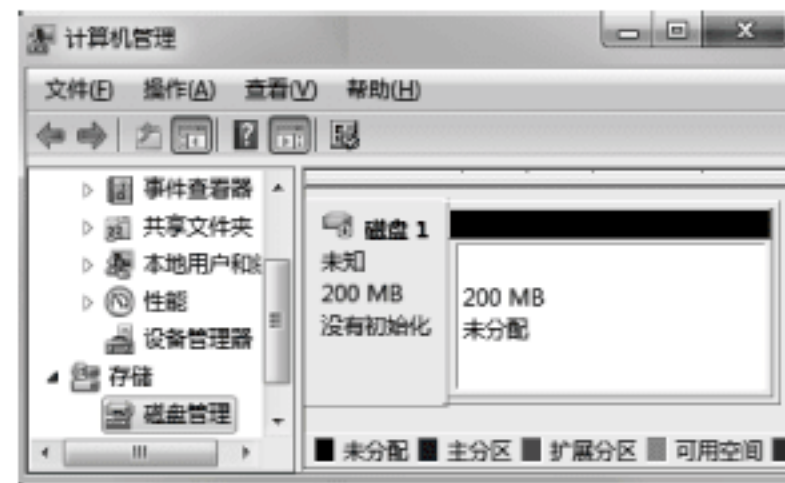 计算机管理
文件(F) 操作(A) 查看(V) 帮助(H)
事件查看器
共享文件夹
本地用户和
性能
设备管理器
存储
磁盘管理
磁盘 1
未知
200 MB
没有初始化
200 MB
未分配
未分配 主分区 扩展分区 可用空间